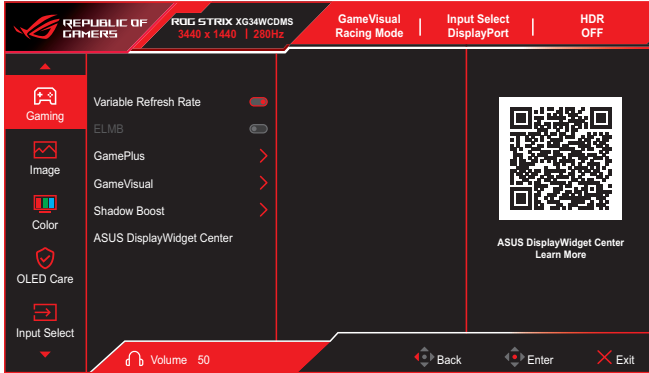 REPUBLIC OF
GAMERS
ROG STRIX XG34WCDMS
3440 x 1440 | 280Hz
GameVisual
Racing Mode
Input Select
DisplayPort
HDR
OFF
Gaming
Image
Color
OLED Care
Input Select
Variable Refresh Rate
ELMB
GamePlus
GameVisual
Shadow Boost
ASUS DisplayWidget Center
ASUS DisplayWidget Center
Learn More
Volume 50
Back
Enter
Exit